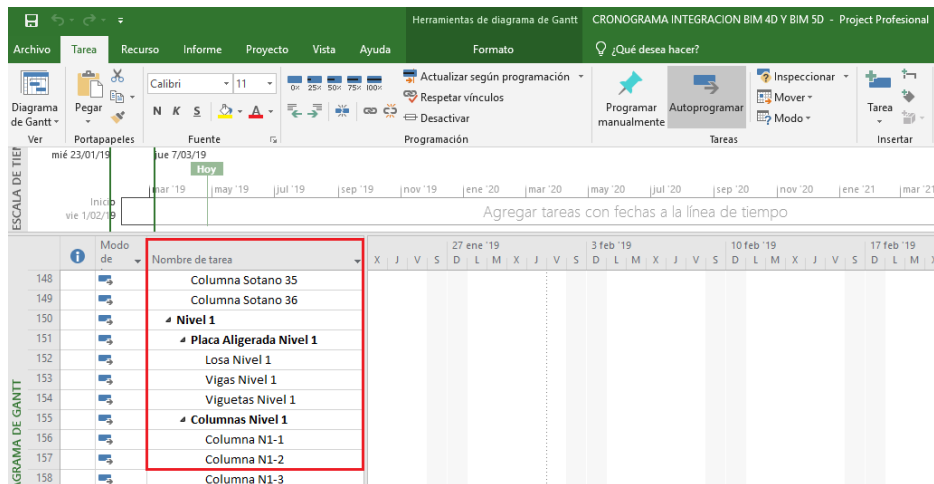 Herramientas de diagrama de Gantt CRONOGRAMA INTEGRACION BIM 4D Y BIM 5D - Project Profesional
Archivo Tarea Recurso Informe Proyecto Vista Ayuda Formato ¿Qué desea hacer?
Calibri 11 0× 25× 50× 75× 100× Actualizar según programación Inspeccionar
Respetar vínculos Mover
Diagrama de Gantt Pegar N K S A Desactivar Programar manualmente Autoprogramar Modo Tarea
Ver Portapapeles Fuente Programación Tareas Insertar
ESCALA DE TIEM
mié 23/01/19 jue 7/03/19
Hoy
mar '19 may '19 jul '19 sep '19 nov '19 ene '20 mar '20 may '20 jul '20 sep '20 nov '20 ene '21 mar '21
Inicio
vie 1/02/19
Agregar tareas con fechas a la línea de tiempo
Modo de Nombre de tarea 27 ene '19 3 feb '19 10 feb '19 17 feb '19
X J V S D L M X J V S D L M X J V S D L M X J V S D L M
148 Columna Sotano 35
149 Columna Sotano 36
150 Nivel 1
151 Placa Aligerada Nivel 1
152 Losa Nivel 1
153 Vigas Nivel 1
154 Viguetas Nivel 1
155 Columnas Nivel 1
156 Columna N1-1
157 Columna N1-2
158 Columna N1-3
AGRAMA DE GANTT